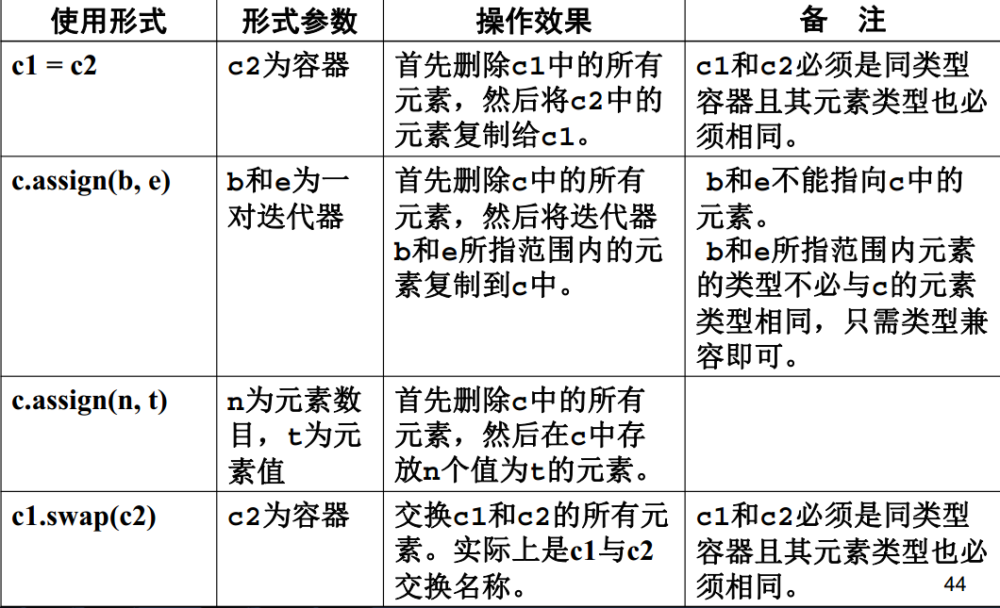 使用形式 形式参数 操作效果 备 注
c1 = c2
c2为容器
首先删除c1中的所有
元素，然后将c2中的
元素复制给c1。
c1和c2必须是同类型
容器且其元素类型也必
须相同。
c.assign(b, e)
b和e为一
对迭代器
首先删除c中的所有
元素，然后将迭代器
b和e所指范围内的元
素复制到c中。
b和e不能指向c中的
元素。
b和e所指范围内元素
的类型不必与c的元素
类型相同，只需类型兼
容即可。
c.assign(n, t)
n为元素数
目，t为元
素值
首先删除c中的所有
元素，然后在c中存
放n个值为t的元素。
c1.swap(c2)
c2为容器
交换c1和c2的所有元
素。实际上是c1与c2
交换名称。
c1和c2必须是同类型
容器且其元素类型也必
须相同。
44